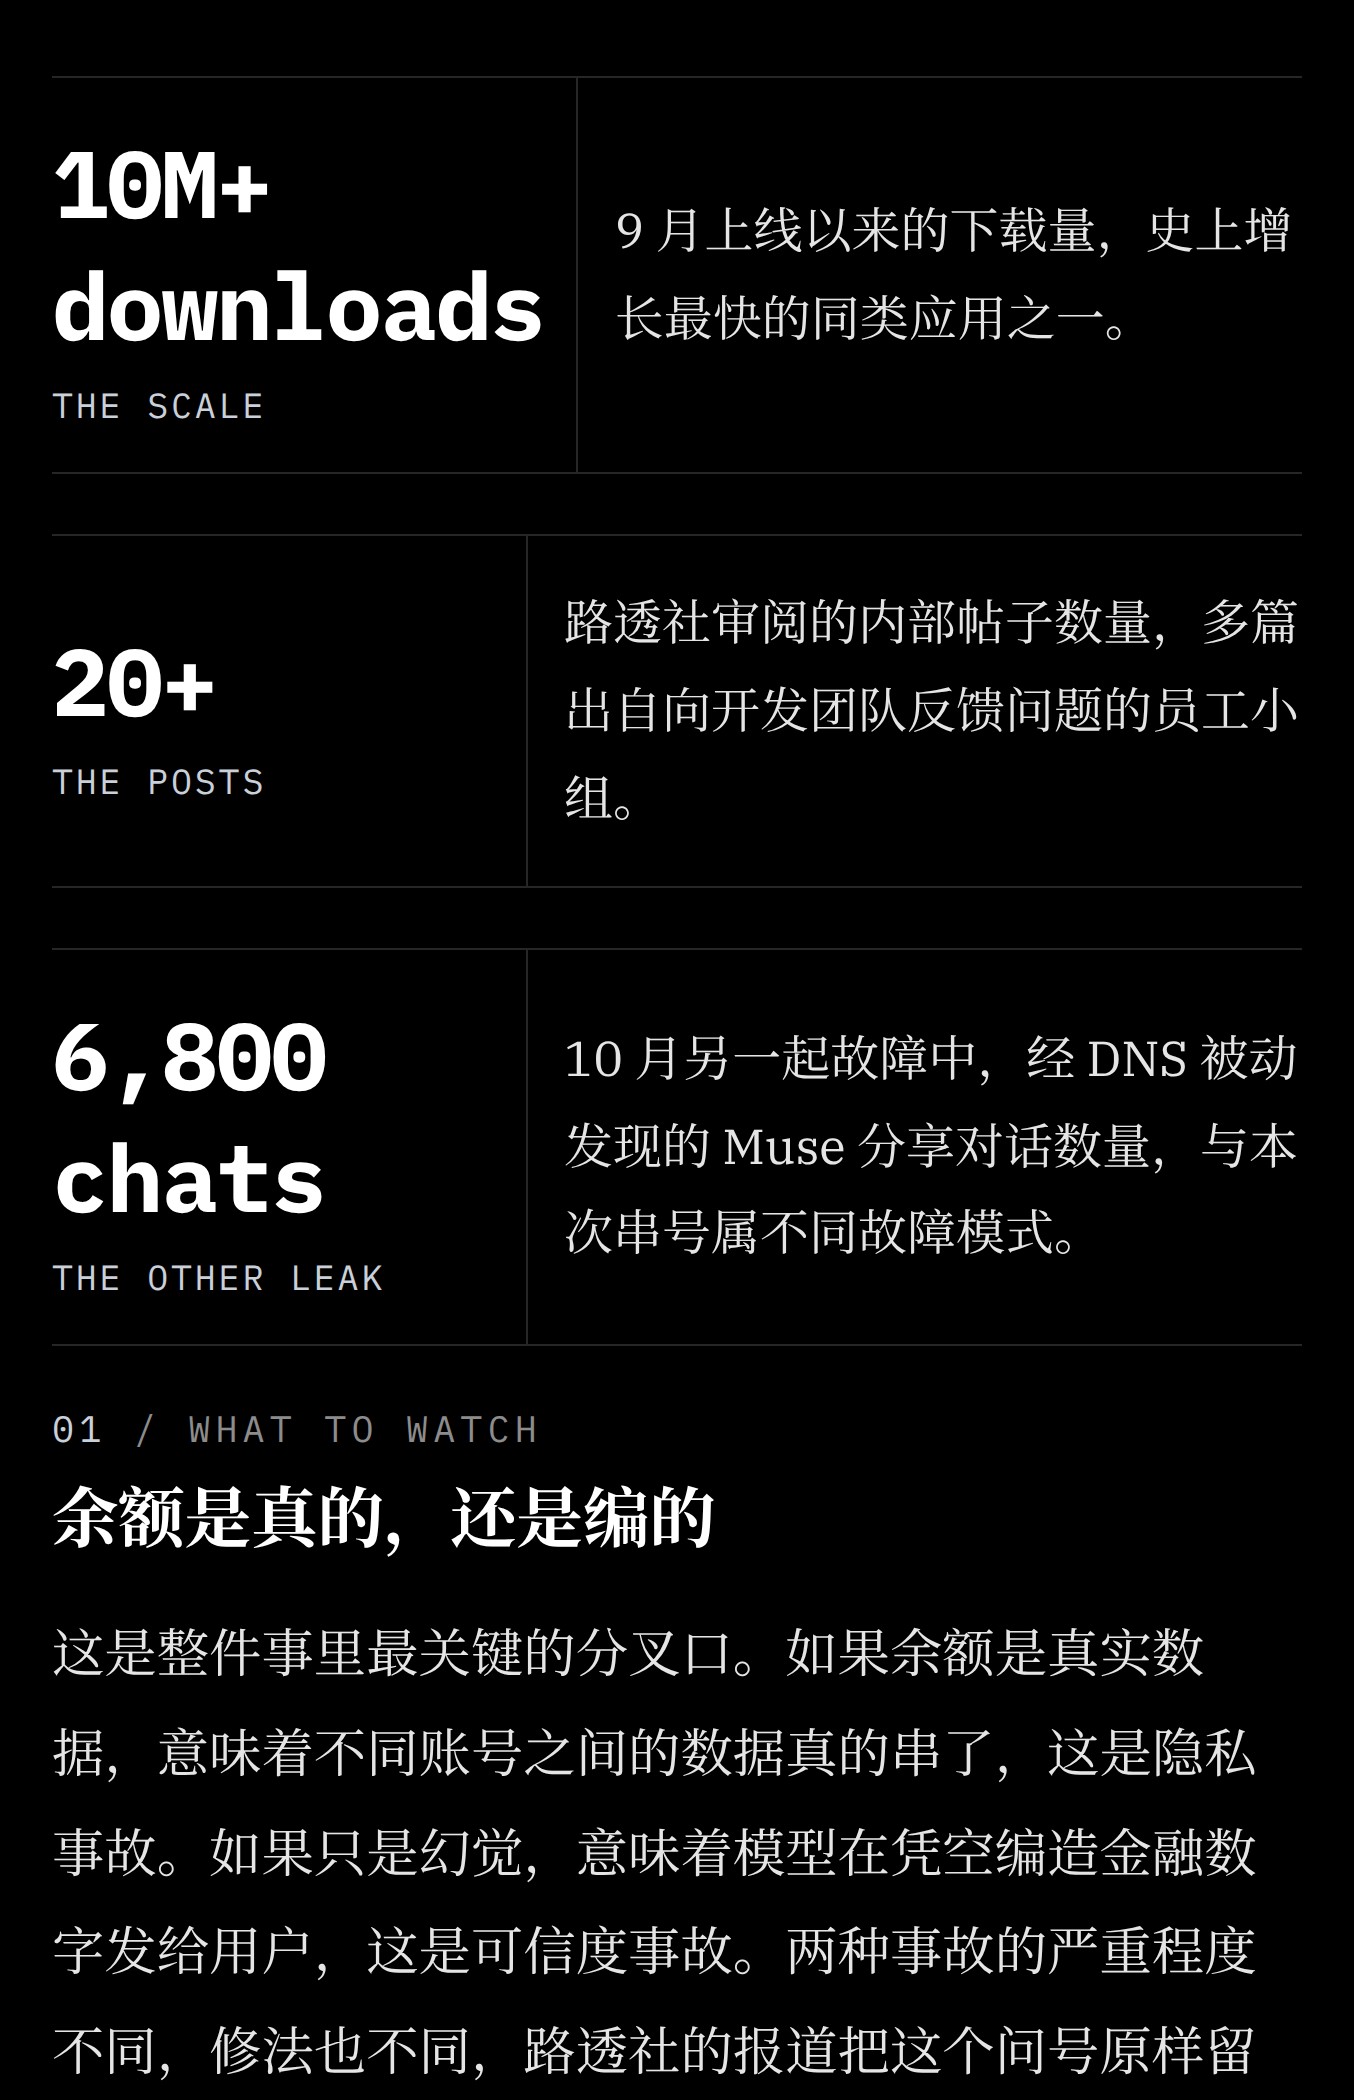 10M+
downloads
THE SCALE
9 月上线以来的下载量，史上增
长最快的同类应用之一。
20+
THE POSTS
路透社审阅的内部帖子数量，多篇
出自向开发团队反馈问题的员工小
组。
6,800
chats
THE OTHER LEAK
10 月另一起故障中，经 DNS 被动
发现的 Muse 分享对话数量，与本
次串号属不同故障模式。
01 / WHAT TO WATCH
余额是真的，还是编的
这是整件事里最关键的分叉口。如果余额是真实数
据，意味着不同账号之间的数据真的串了，这是隐私
事故。如果只是幻觉，意味着模型在凭空编造金融数
字发给用户，这是可信度事故。两种事故的严重程度
不同，修法也不同，路透社的报道把这个问号原样留